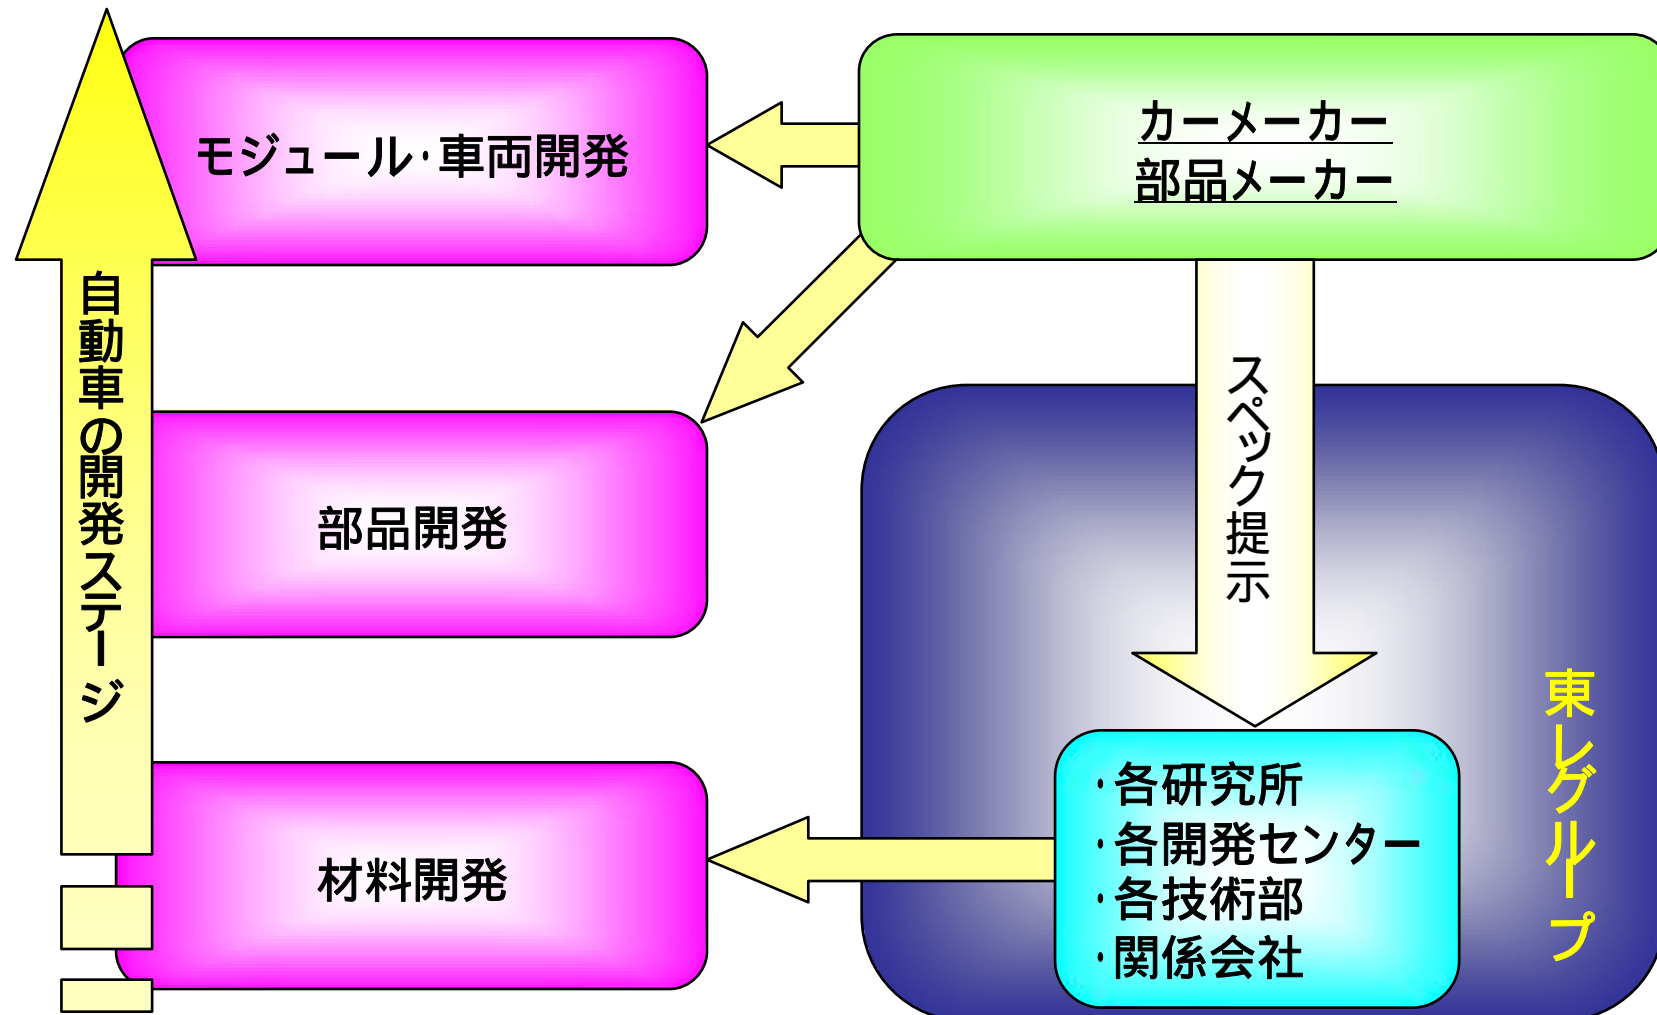 モジュール・車両開発
カーメーカー
部品メーカー
自動車の開発ステージ
スペック提示
部品開発
東レグループ
材料開発
・各研究所
・各開発センター
・各技術部
・関係会社